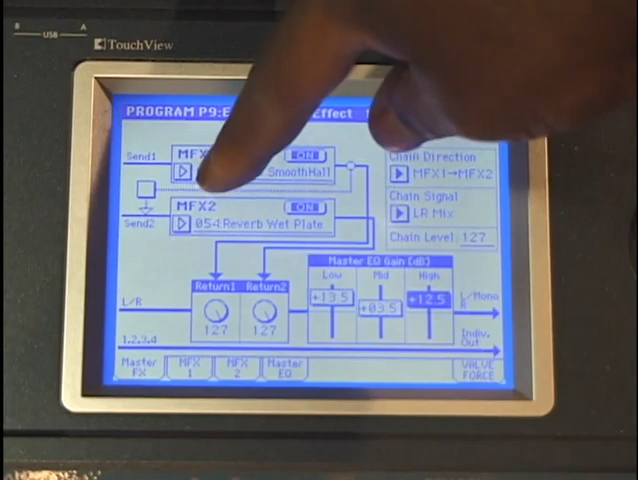 B USB A
TouchView
PROGRAM P9: Effect
Send1
MFX
ON
SmoothHall
MFX2
ON
Send2
054:Reverb Wet Plate
Chain Direction
MFX1→MFX2
Chain Signal
LR Mix
Chain Level: 127
Master EQ Gain [dB]
Low Mid High
+13.5 +03.5 +12.5
Return1 Return2
127 127
L/R
L/Mono
R
1,2,3,4
Indiv.
Out
Master FX
MFX 1
MFX 2
Master EQ
VALVE FORCE